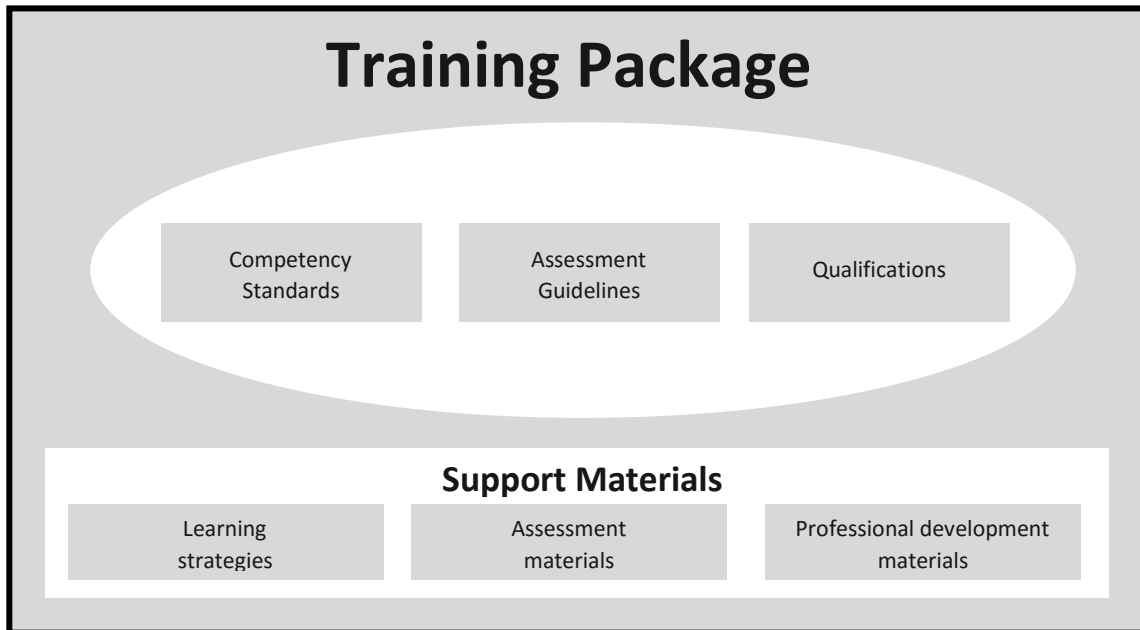 Training Package
Competency
Standards
Assessment
Guidelines
Qualifications
Support Materials
Learning
strategies
Assessment
materials
Professional development
materials